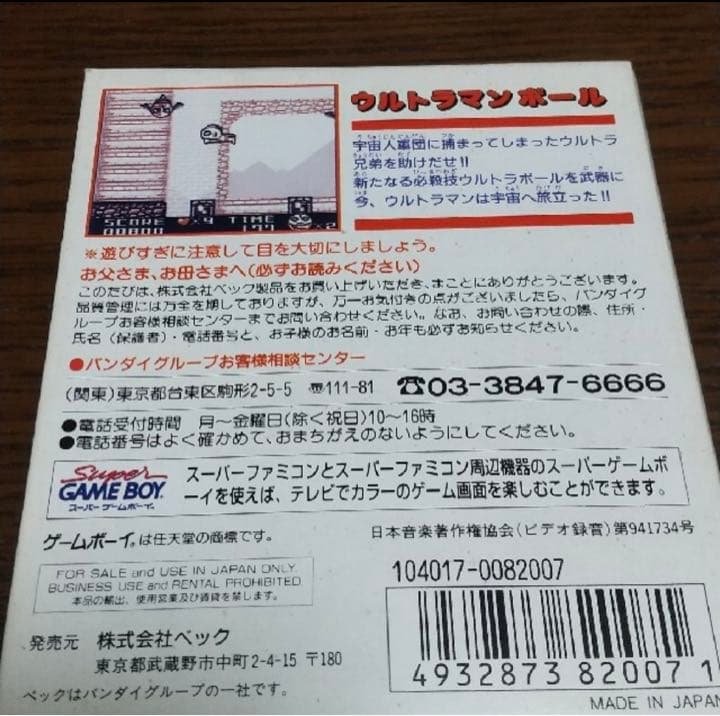 ウルトラマンボール
宇宙人軍団に捕まってしまったウルトラ
兄弟を助けだせ!!
新たなる必殺技ウルトラボールを武器に
今、ウルトラマンは宇宙へ旅立った!!
SCORE
00800
×4
TIME
177
×2
※遊びすぎに注意して目を大切にしましょう。
お父さま、お母さまへ(必ずお読みください)
このたびは、株式会社ベック製品をお買い上げいただき、まことにありがとうございます。
品質管理には万全を期しておりますが、万一お気付きの点がございましたら、バンダイグ
ループお客様相談センターまでお問い合わせください。なお、お問い合わせの際、住所・
氏名(保護者)・電話番号と、お子様のお名前・お年も必ずお知らせください。
●バンダイグループお客様相談センター
(関東)東京都台東区駒形2-5-5 〒111-81 ☎03-3847-6666
●電話受付時間 月〜金曜日(除く祝日)10〜16時
●電話番号はよく確かめて、おまちがえのないようにしてください。
Super
GAME BOY
スーパーゲームボーイ
スーパーファミコンとスーパーファミコン周辺機器のスーパーゲームボ
ーイを使えば、テレビでカラーのゲーム画面を楽しむことができます。
ゲームボーイは任天堂の商標です。
日本音楽著作権協会(ビデオ録音)第941734号
FOR SALE and USE IN JAPAN ONLY.
BUSINESS USE and RENTAL PROHIBITED
本品の輸出、使用営業及び賃貸を禁じます。
104017-0082007
発売元 株式会社ベック
東京都武蔵野市中町2-4-15 〒180
ベックはバンダイグループの一社です。
4932873820071
MADE IN JAPAN